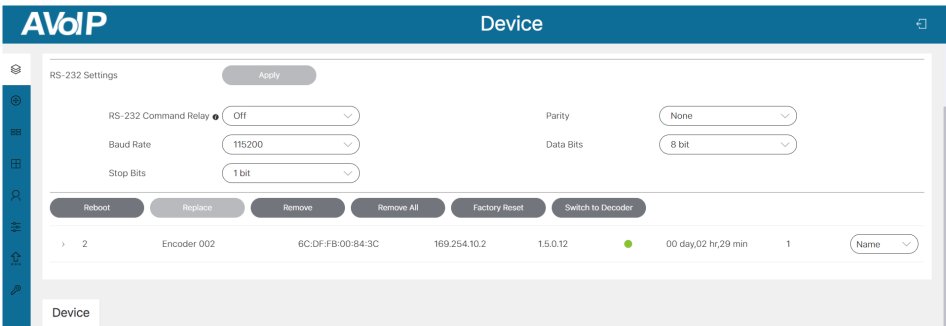 AVoIP Device
RS-232 Settings Apply
RS-232 Command Relay Off Parity None
Baud Rate 115200 Data Bits 8 bit
Stop Bits 1 bit
Reboot Replace Remove Remove All Factory Reset Switch to Decoder
2 Encoder 002 6C:DF:FB:00:84:3C 169.254.10.2 1.5.0.12 00 day,02 hr,29 min 1 Name
Device